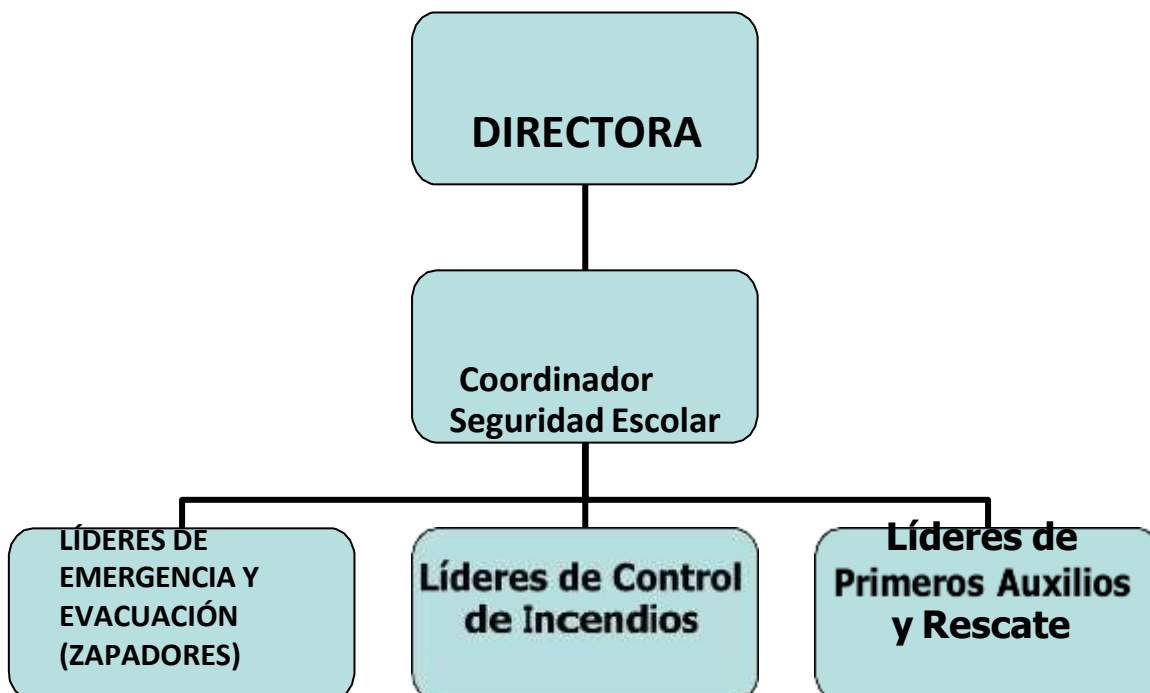 DIRECTORA
Coordinador
Seguridad Escolar
LÍDERES DE
EMERGENCIA Y
EVACUACIÓN
(ZAPADORES)
Líderes de Control
de Incendios
Líderes de
Primeros Auxilios
y Rescate